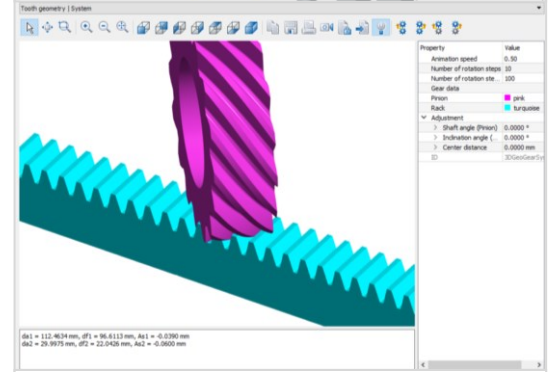 Tooth geometry | System
Property Value
Animation speed 0.50
Number of rotation steps 10
Number of rotation ste... 100
Gear data
Pinion pink
Rack turquoise
Adjustment
Shaft angle (Pinion) 0.0000 °
Inclination angle (... 0.0000 °
Center distance 0.0000 mm
ID 3DGeoGearSy
da1 = 112.4634 mm, df1 = 96.6113 mm, As1 = -0.0390 mm
da2 = 29.9975 mm, df2 = 22.0426 mm, As2 = -0.0600 mm